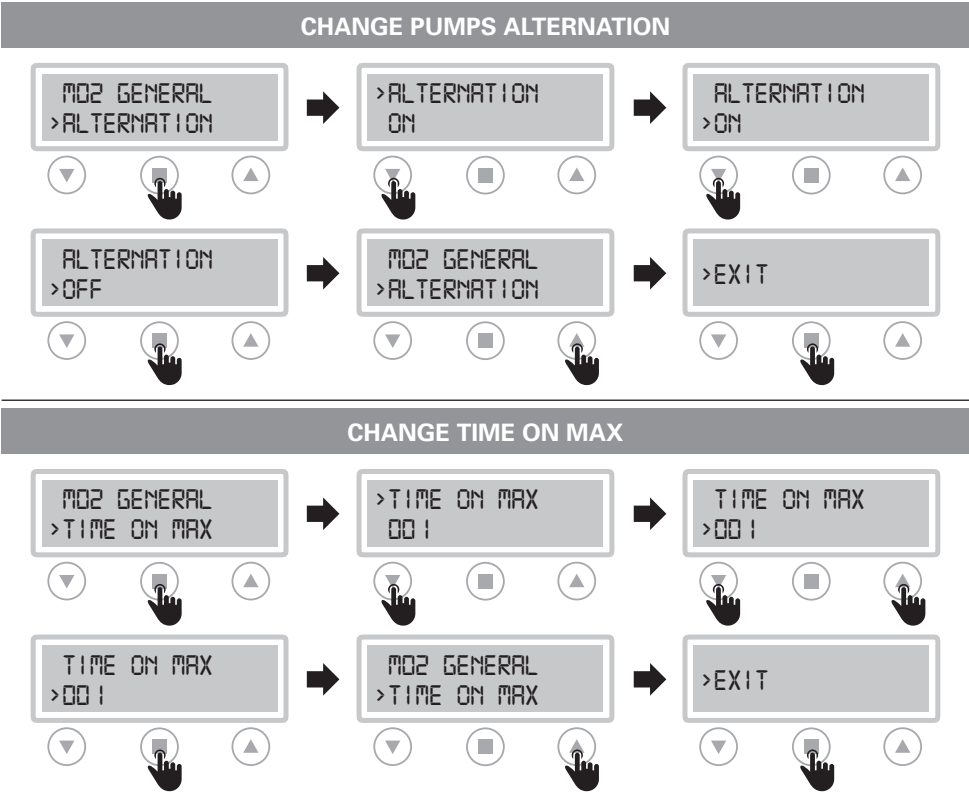 CHANGE PUMPS ALTERNATION
M02 GENERAL
>ALTERNATION
>ALTERNATION
ON
ALTERNATION
>ON
ALTERNATION
>OFF
M02 GENERAL
>ALTERNATION
>EXIT
CHANGE TIME ON MAX
M02 GENERAL
>TIME ON MAX
>TIME ON MAX
001
TIME ON MAX
>001
TIME ON MAX
>001
M02 GENERAL
>TIME ON MAX
>EXIT